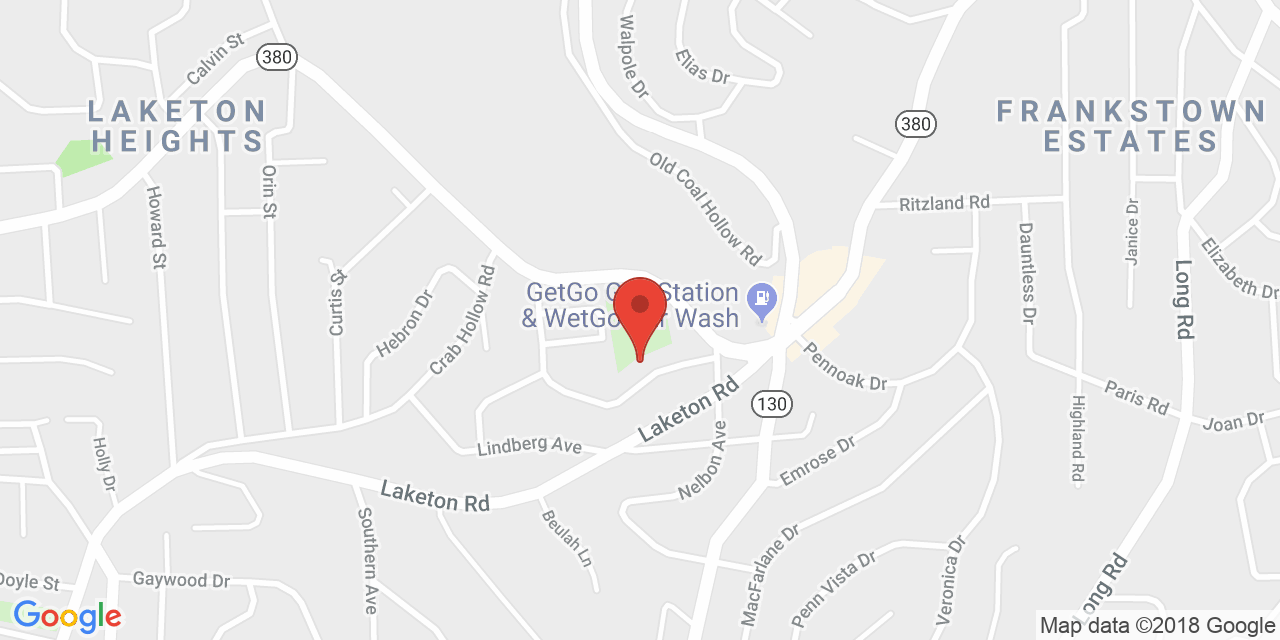 Calvin St
380
LAKETON
HEIGHTS
Walpole Dr
Elias Dr
380
FRANKSTOWN
ESTATES
Old Coal Hollow Rd
Howard St
Orin St
Ritzland Rd
Janice Dr
Dauntless Dr
Elizabeth Dr
Long Rd
Curtis St
Hebron Dr
Crab Hollow Rd
GetGo Station
& WetGo Wash
Pennoak Dr
Paris Rd
Joan Dr
Highland Rd
130
Laketon Rd
Lindberg Ave
Nelbon Ave
Emrose Dr
Holly Dr
Laketon Rd
Southern Ave
Beulah Ln
MacFarlane Dr
Penn Vista Dr
Veronica Dr
Long Rd
Doyle St
Gaywood Dr
Google
Map data ©2018 Google